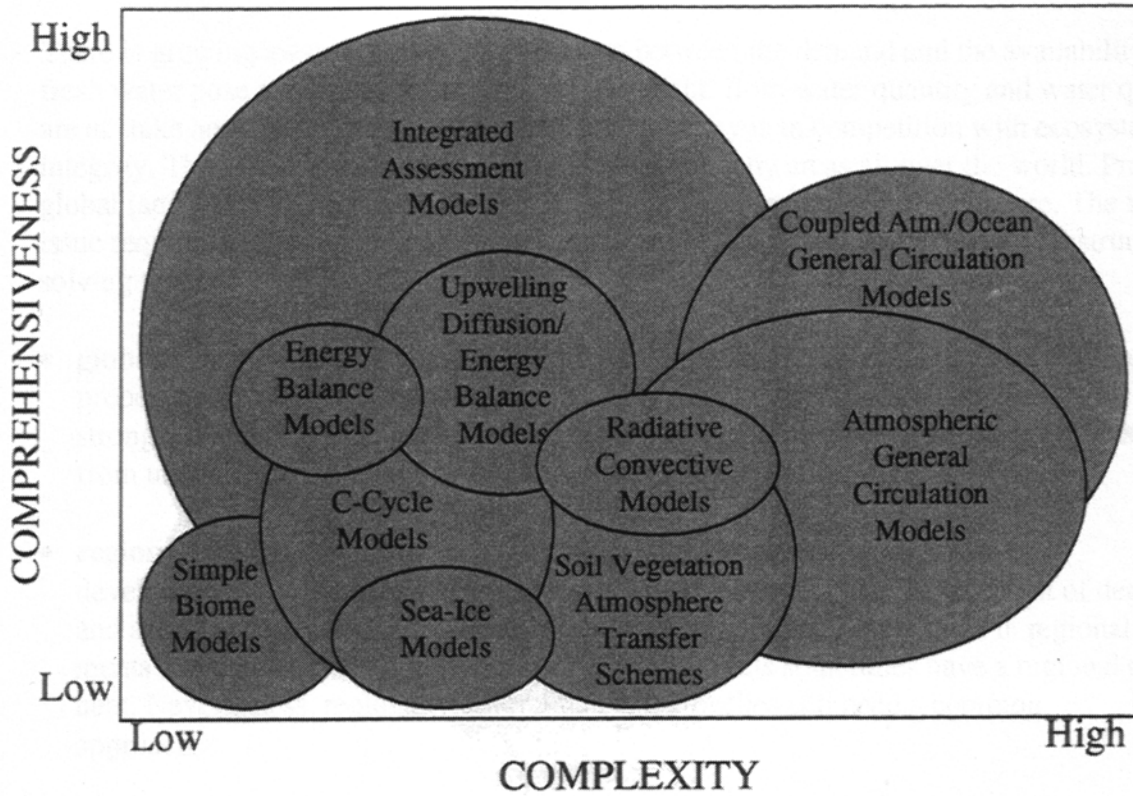 High
COMPREHENSIVENESS
Low
Integrated
Assessment
Models
Coupled Atm./Ocean
General Circulation
Models
Upwelling
Diffusion/
Energy
Balance
Models
Energy
Balance
Models
Radiative
Convective
Models
Atmospheric
General
Circulation
Models
C-Cycle
Models
Simple
Biome
Models
Sea-Ice
Models
Soil Vegetation
Atmosphere
Transfer
Schemes
Low
High
COMPLEXITY